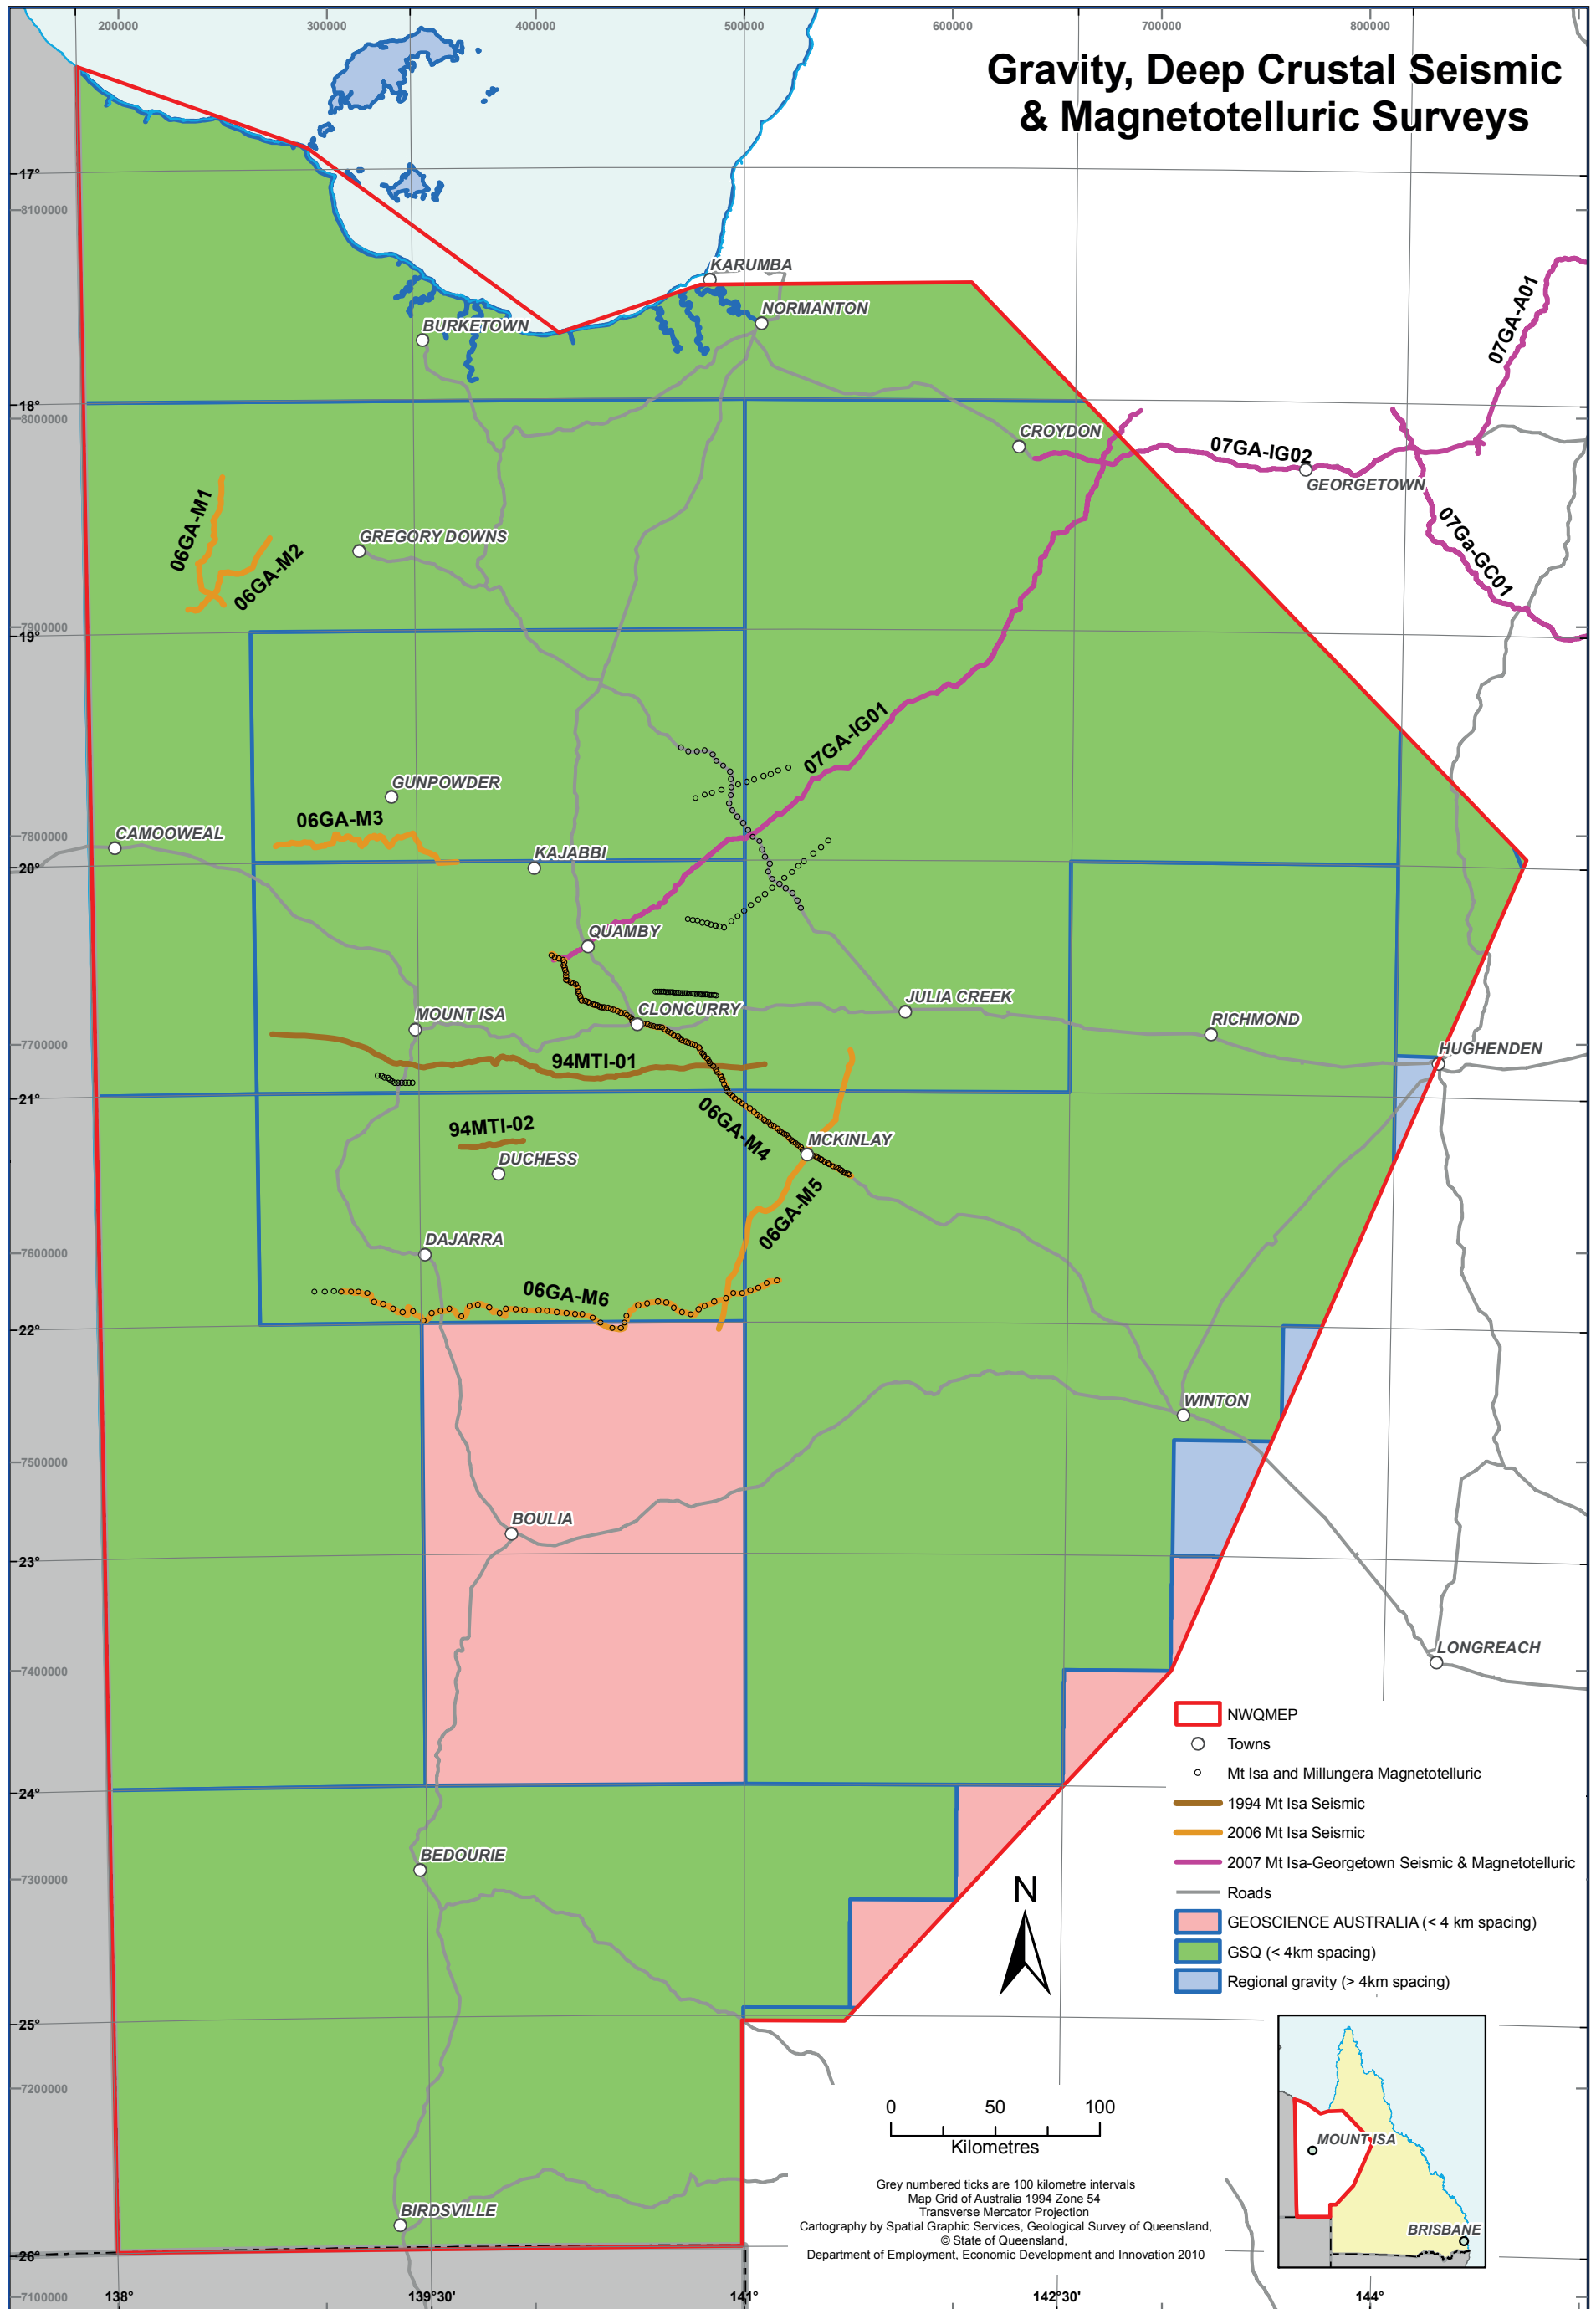 200000
300000
400000
500000
600000
700000
800000
Gravity, Deep Crustal Seismic
& Magnetotelluric Surveys
17°
8100000
KARUMBA
NORMANTON
BURKETOWN
07GA-A01
18°
8000000
CROYDON
07GA-IG02
GEORGETOWN
06GA-M1
06GA-M2
GREGORY DOWNS
07Ga-GC01
7900000
19°
07GA-IG01
GUNPOWDER
06GA-M3
CAMOOWEAL
7800000
20°
KAJABBI
QUAMBY
MOUNT ISA
CLONCURRY
JULIA CREEK
RICHMOND
HUGHENDEN
7700000
94MTI-01
21°
94MTI-02
06GA-M4
MCKINLAY
DUCHESS
06GA-M5
DAJARRA
7600000
06GA-M6
22°
WINTON
7500000
BOULIA
23°
LONGREACH
7400000
NWQMEP
Towns
Mt Isa and Millungera Magnetotelluric
24°
1994 Mt Isa Seismic
2006 Mt Isa Seismic
BEDOURIE
2007 Mt Isa-Georgetown Seismic & Magnetotelluric
7300000
N
Roads
GEOSCIENCE AUSTRALIA (< 4 km spacing)
GSQ (< 4km spacing)
Regional gravity (> 4km spacing)
25°
7200000
0 50 100
Kilometres
MOUNT ISA
BRISBANE
Grey numbered ticks are 100 kilometre intervals
Map Grid of Australia 1994 Zone 54
Transverse Mercator Projection
Cartography by Spatial Graphic Services, Geological Survey of Queensland,
© State of Queensland,
Department of Employment, Economic Development and Innovation 2010
BIRDSVILLE
26°
7100000
138°
139°30'
141°
142°30'
144°